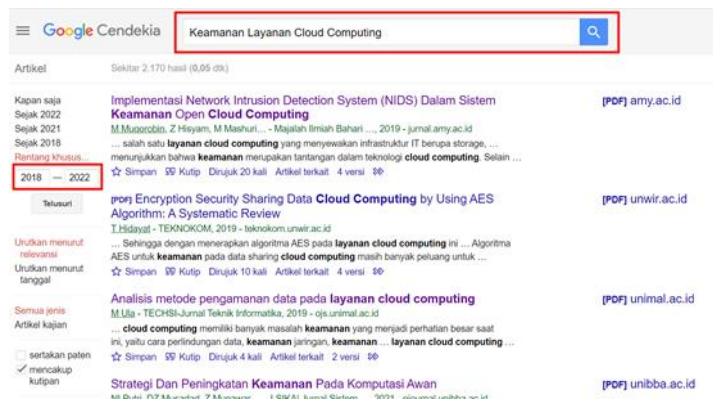 Google Cendekia
Keamanan Layanan Cloud Computing
Artikel
Sekitar 2.170 hasil (0,05 dtk)
Kapan saja
Sejak 2022
Sejak 2021
Sejak 2018
Rentang khusus...
2018 — 2022
Telusuri
Urutkan menurut
relevansi
Urutkan menurut
tanggal
Semua jenis
Artikel kajian
sertakan paten
mencakup
kutipan
Implementasi Network Intrusion Detection System (NIDS) Dalam Sistem
Keamanan Open Cloud Computing
M Muqorobin, Z Hisyam, M Mashuri... - Majalah Ilmiah Bahari ..., 2019 - jurnal.amy.ac.id
... salah satu layanan cloud computing yang menyewakan infrastruktur IT berupa storage, ...
menunjukkan bahwa keamanan merupakan tantangan dalam teknologi cloud computing. Selain ...
Simpan Kutip Dirujuk 20 kali Artikel terkait 4 versi
[PDF] amy.ac.id
[PDF] Encryption Security Sharing Data Cloud Computing by Using AES
Algorithm: A Systematic Review
T Hidayat - TEKNOKOM, 2019 - teknokom.unwir.ac.id
... Sehingga dengan menerapkan algoritma AES pada layanan cloud computing ini ... Algoritma
AES untuk keamanan pada data sharing cloud computing masih banyak peluang untuk ...
Simpan Kutip Dirujuk 10 kali Artikel terkait 4 versi
[PDF] unwir.ac.id
Analisis metode pengamanan data pada layanan cloud computing
M Ula - TECHSI-Jurnal Teknik Informatika, 2019 - ojs.unimal.ac.id
... cloud computing memiliki banyak masalah keamanan yang menjadi perhatian besar saat
ini, yaitu cara perlindungan data, keamanan jaringan, keamanan ... layanan cloud computing ...
Simpan Kutip Dirujuk 4 kali Artikel terkait 2 versi
[PDF] unimal.ac.id
Strategi Dan Peningkatan Keamanan Pada Komputasi Awan
[PDF] unibba.ac.id